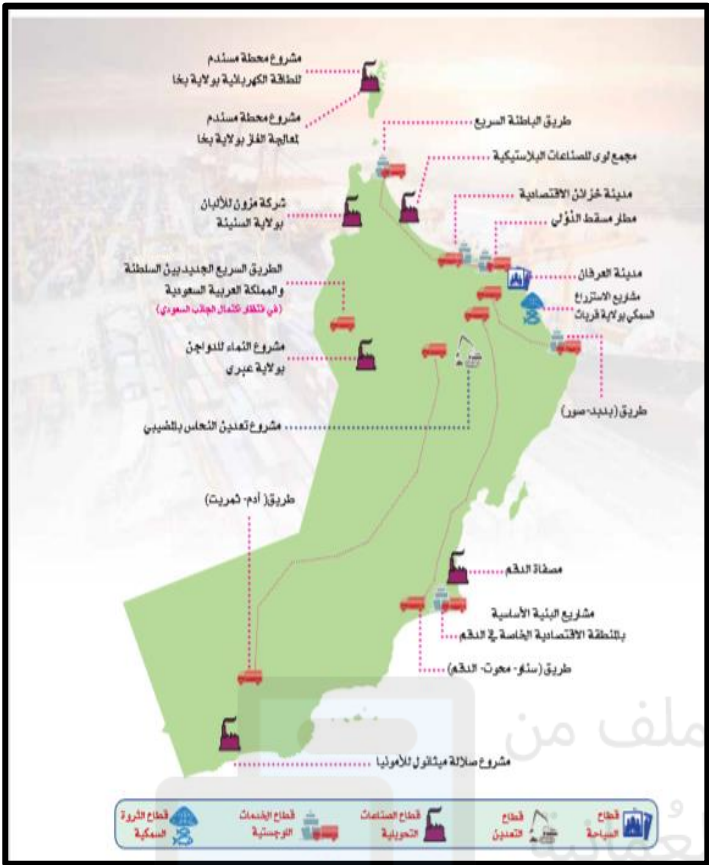 مشروع محطة مسندم
للطاقة الكهربائية بولاية بخا
مشروع محطة مسندم
لمعالجة الغاز بولاية بخا
طريق الباطنة السريع
مجمع لوى للصناعات البلاستيكية
مدينة خزائن الاقتصادية
شركة مزون للألبان
بولاية السنينة
مطار مسقط الدولي
مدينة العرفان
الطريق السريع الجديد بين السلطنة
والمملكة العربية السعودية
(في انتظار اكتمال الجانب السعودي)
مشاريع الاستزراع
السمكي بولاية قريات
مشروع النماء للدواجن
بولاية عبري
طريق (بدبد-صور)
مشروع تعدين النحاس بالمضيبي
طريق( أدم- ثمريت)
مصفاة الدقم
مشاريع البنية الأساسية
بالمنطقة الاقتصادية الخاصة في الدقم
طريق (سناو- محوت- الدقم)
مشروع صلالة ميثانول للأمونيا
ملف من
قطاع
السياحة
قطاع
التعدين
قطاع الصناعات
التحويلية
قطاع الخدمات
اللوجستية
قطاع الثروة
السمكية